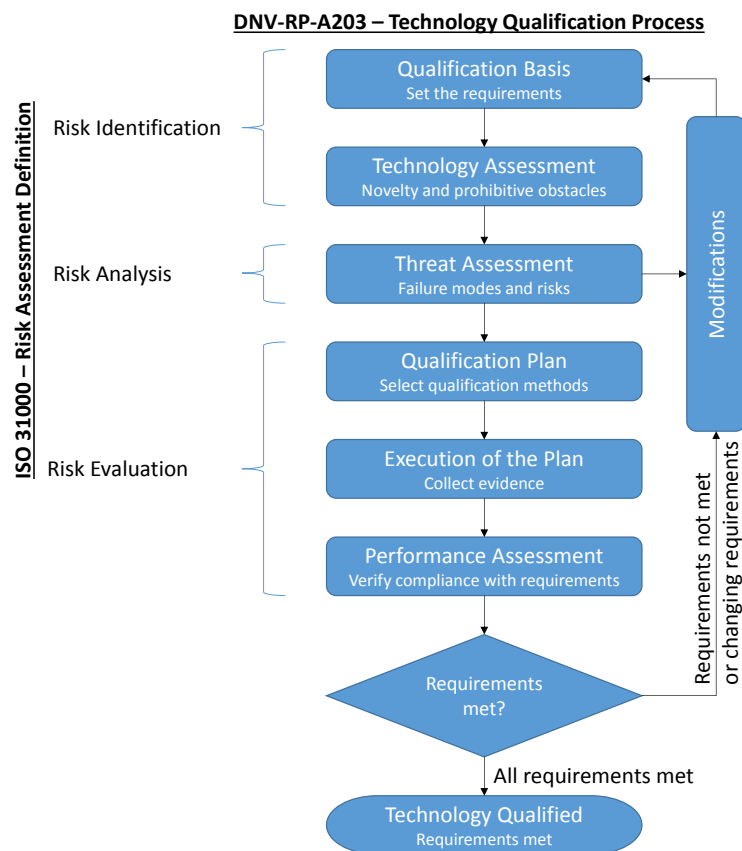 DNV-RP-A203 – Technology Qualification Process
ISO 31000 – Risk Assessment Definition
Risk Identification
Qualification Basis
Set the requirements
Technology Assessment
Novelty and prohibitive obstacles
Risk Analysis
Threat Assessment
Failure modes and risks
Modifications
Risk Evaluation
Qualification Plan
Select qualification methods
Execution of the Plan
Collect evidence
Performance Assessment
Verify compliance with requirements
Requirements not met
or changing requirements
Requirements
met?
All requirements met
Technology Qualified
Requirements met